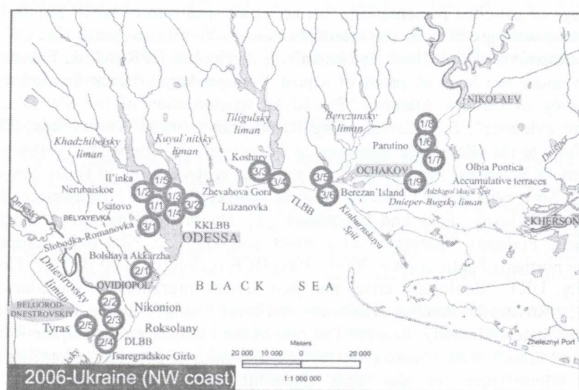 NIKOLAEV
Berezansky
liman
Tiligulsky
liman
1/8
Parutino
1/6
Khadzhibeisky
liman
Kuyal'nitsky
liman
1/7
Koshary
3/3
3/5
OCHAKOV
Olbia Pontica
Il'inka
1/5
3/4
1/9
Accumulative terraces
Nerubaiskoe
1/2
1/3
3/2
Zhevahova Gora
3/6
Berezan' Island
Dnieper-Bugsky liman
Usatovo
1/1
1/4
Luzanovka
TLBB
Kinburnskaya
Spit
KHERSON
BELYAYEVKA
3/1
KKLBB
Slobodka-Romanovka
ODESSA
Dniestrovsky
liman
Bolshaya Akkarzha
2/1
OVIDIOPOL'
BLACK SEA
2/2
Nikonion
BELGOROD-
DNESTROVSKIY
2/3
Tyras
2/5
Roksolany
2/4
DLBB
Tsaregradskoe Girlo
Zheleznyi Port
Meters
20 000 10 000 0 20 000
1:1 000 000
2006-Ukraine (NW coast)